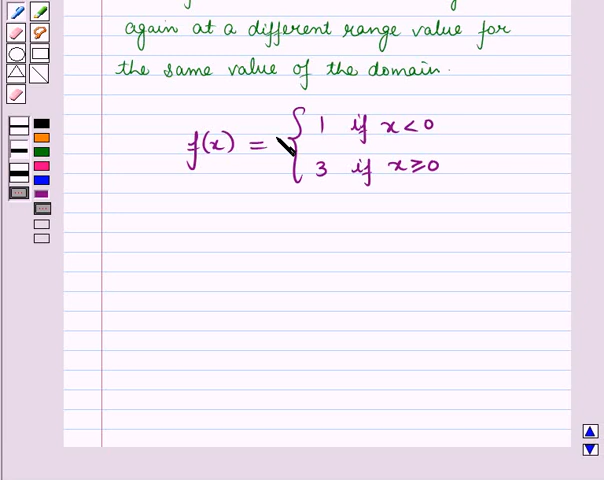 again at a different range value for
the same value of the domain.
f(x) = { 1 if x < 0
3 if x ≥ 0